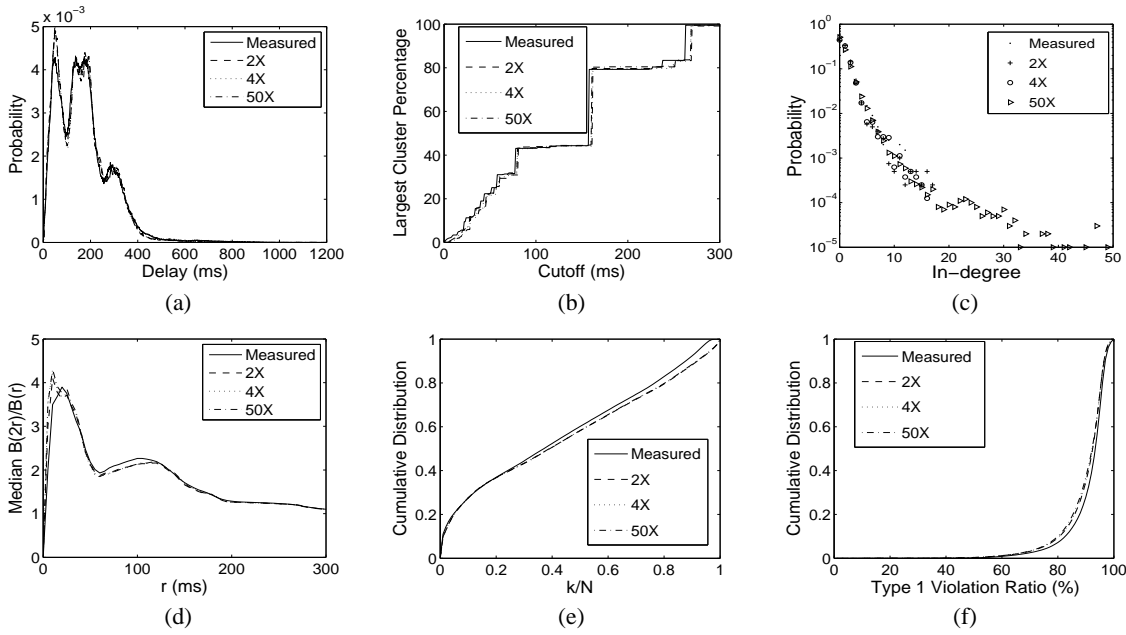 x 10
-3
5
4
3
2
1
0
0 200 400 600 800 1000 1200
Probability
Delay (ms)
Measured
2X
4X
50X
(a)
100
80
60
40
20
0
0 100 200 300
Largest Cluster Percentage
Cutoff (ms)
Measured
2X
4X
50X
(b)
10^0
10^-1
10^-2
10^-3
10^-4
10^-5
0 10 20 30 40 50
Probability
In-degree
Measured
2X
4X
50X
(c)
5
4
3
2
1
0
0 100 200 300
Median B(2r)/B(r)
r (ms)
Measured
2X
4X
50X
(d)
1
0.8
0.6
0.4
0.2
0
0 0.2 0.4 0.6 0.8 1
Cumulative Distribution
k/N
Measured
2X
4X
50X
(e)
1
0.8
0.6
0.4
0.2
0
0 20 40 60 80 100
Cumulative Distribution
Type 1 Violation Ratio (%)
Measured
2X
4X
50X
(f)